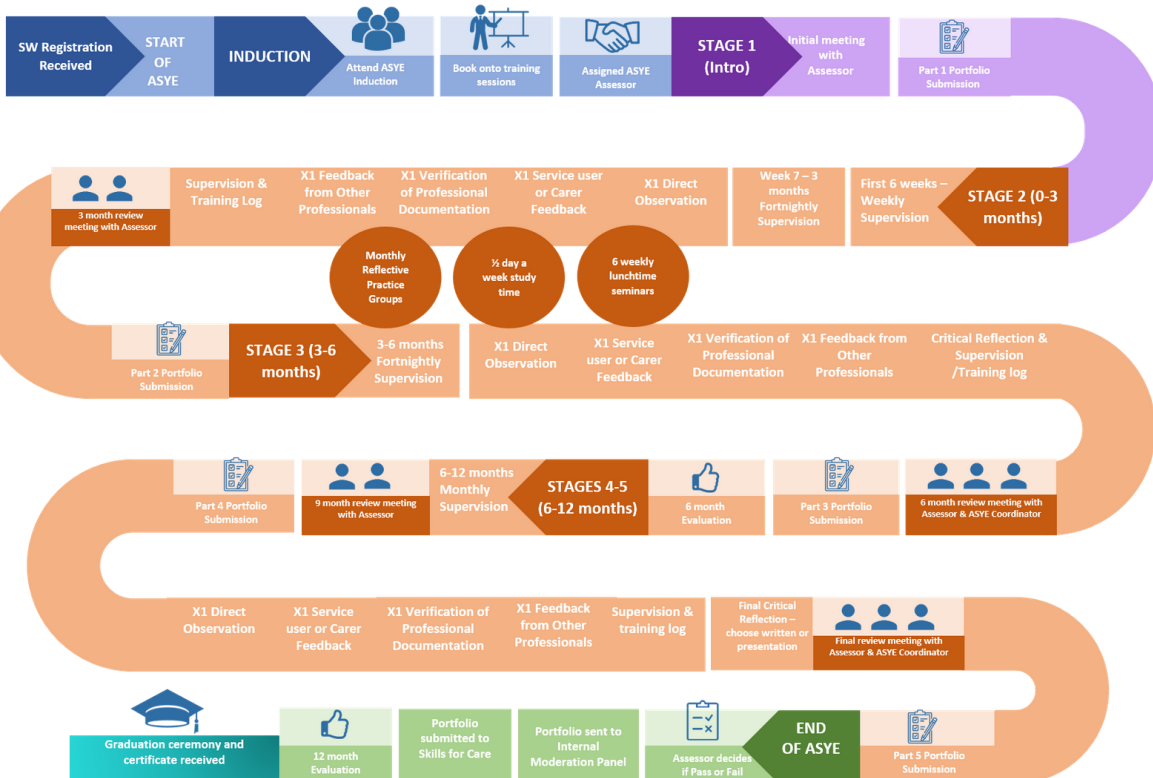 SW Registration
Received
START
OF
ASYE
INDUCTION
Attend ASYE
Induction
Book onto training
sessions
Assigned ASYE
Assessor
STAGE 1
(Intro)
Initial meeting
with
Assessor
Part 1 Portfolio
Submission
STAGE 2 (0-3
months)
First 6 weeks –
Weekly
Supervision
Week 7 – 3
months
Fortnightly
Supervision
X1 Direct
Observation
X1 Service user
or Carer
Feedback
X1 Verification
of Professional
Documentation
X1 Feedback
from Other
Professionals
Supervision &
Training Log
3 month review
meeting with Assessor
Monthly
Reflective
Practice
Groups
½ day a
week study
time
6 weekly
lunchtime
seminars
Part 2 Portfolio
Submission
STAGE 3 (3-6
months)
3-6 months
Fortnightly
Supervision
X1 Direct
Observation
X1 Service
user or Carer
Feedback
X1 Verification of
Professional
Documentation
X1 Feedback from
Other
Professionals
Critical Reflection &
Supervision
/Training log
6 month review meeting with
Assessor & ASYE Coordinator
Part 3 Portfolio
Submission
6 month
Evaluation
STAGES 4-5
(6-12 months)
6-12 months
Monthly
Supervision
9 month review meeting
with Assessor
Part 4 Portfolio
Submission
X1 Direct
Observation
X1 Service
user or Carer
Feedback
X1 Verification of
Professional
Documentation
X1 Feedback
from Other
Professionals
Supervision &
training log
Final Critical
Reflection –
choose written or
presentation
Final review meeting with
Assessor & ASYE Coordinator
Part 5 Portfolio
Submission
END
OF ASYE
Assessor decides
if Pass or Fail
Portfolio sent to
Internal
Moderation Panel
Portfolio
submitted to
Skills for Care
12 month
Evaluation
Graduation ceremony and
certificate received